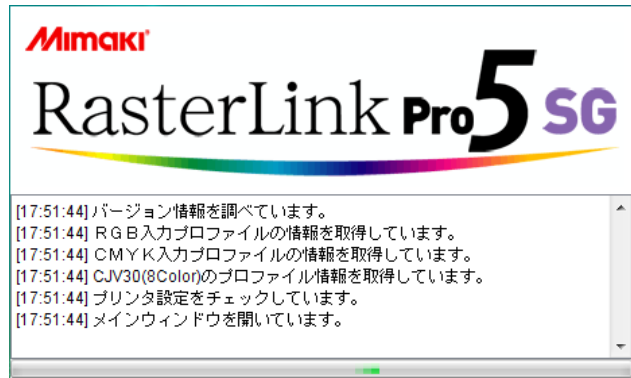 Mimaki
RasterLink Pro5 SG
[17:51:44] バージョン情報を調べています。
[17:51:44] ＲＧＢ入力プロファイルの情報を取得しています。
[17:51:44] ＣＭＹＫ入力プロファイルの情報を取得しています。
[17:51:44] CJV30(8Color)のプロファイル情報を取得しています。
[17:51:44] プリンタ設定をチェックしています。
[17:51:44] メインウィンドウを開いています。